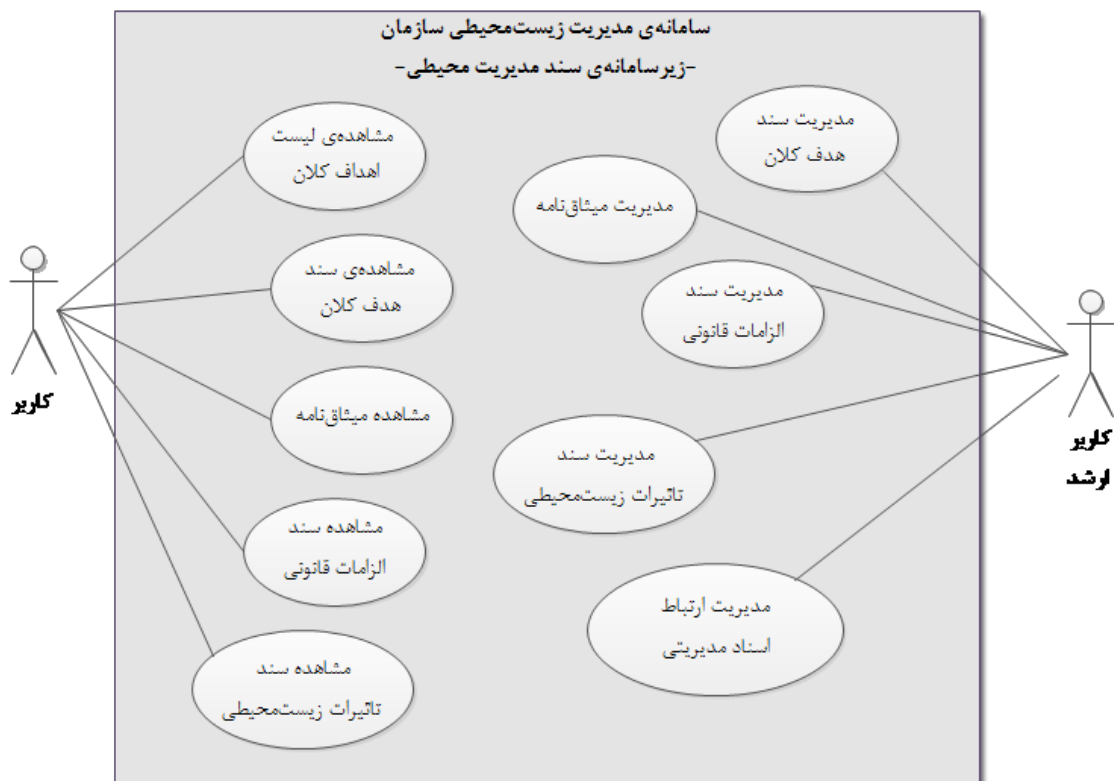 سامانه‌ی مدیریت زیست‌محیطی سازمان
-زیرسامانه‌ی سند مدیریت محیطی-
مدیریت سند
هدف کلان
مدیریت میثاق‌نامه
مدیریت سند
الزامات قانونی
مدیریت سند
تاثیرات زیست‌محیطی
مدیریت ارتباط
اسناد مدیریتی
کاربر
ارشد
مشاهده‌ی لیست
اهداف کلان
مشاهده‌ی سند
هدف کلان
مشاهده میثاق‌نامه
مشاهده سند
الزامات قانونی
مشاهده سند
تاثیرات زیست‌محیطی
کاربر